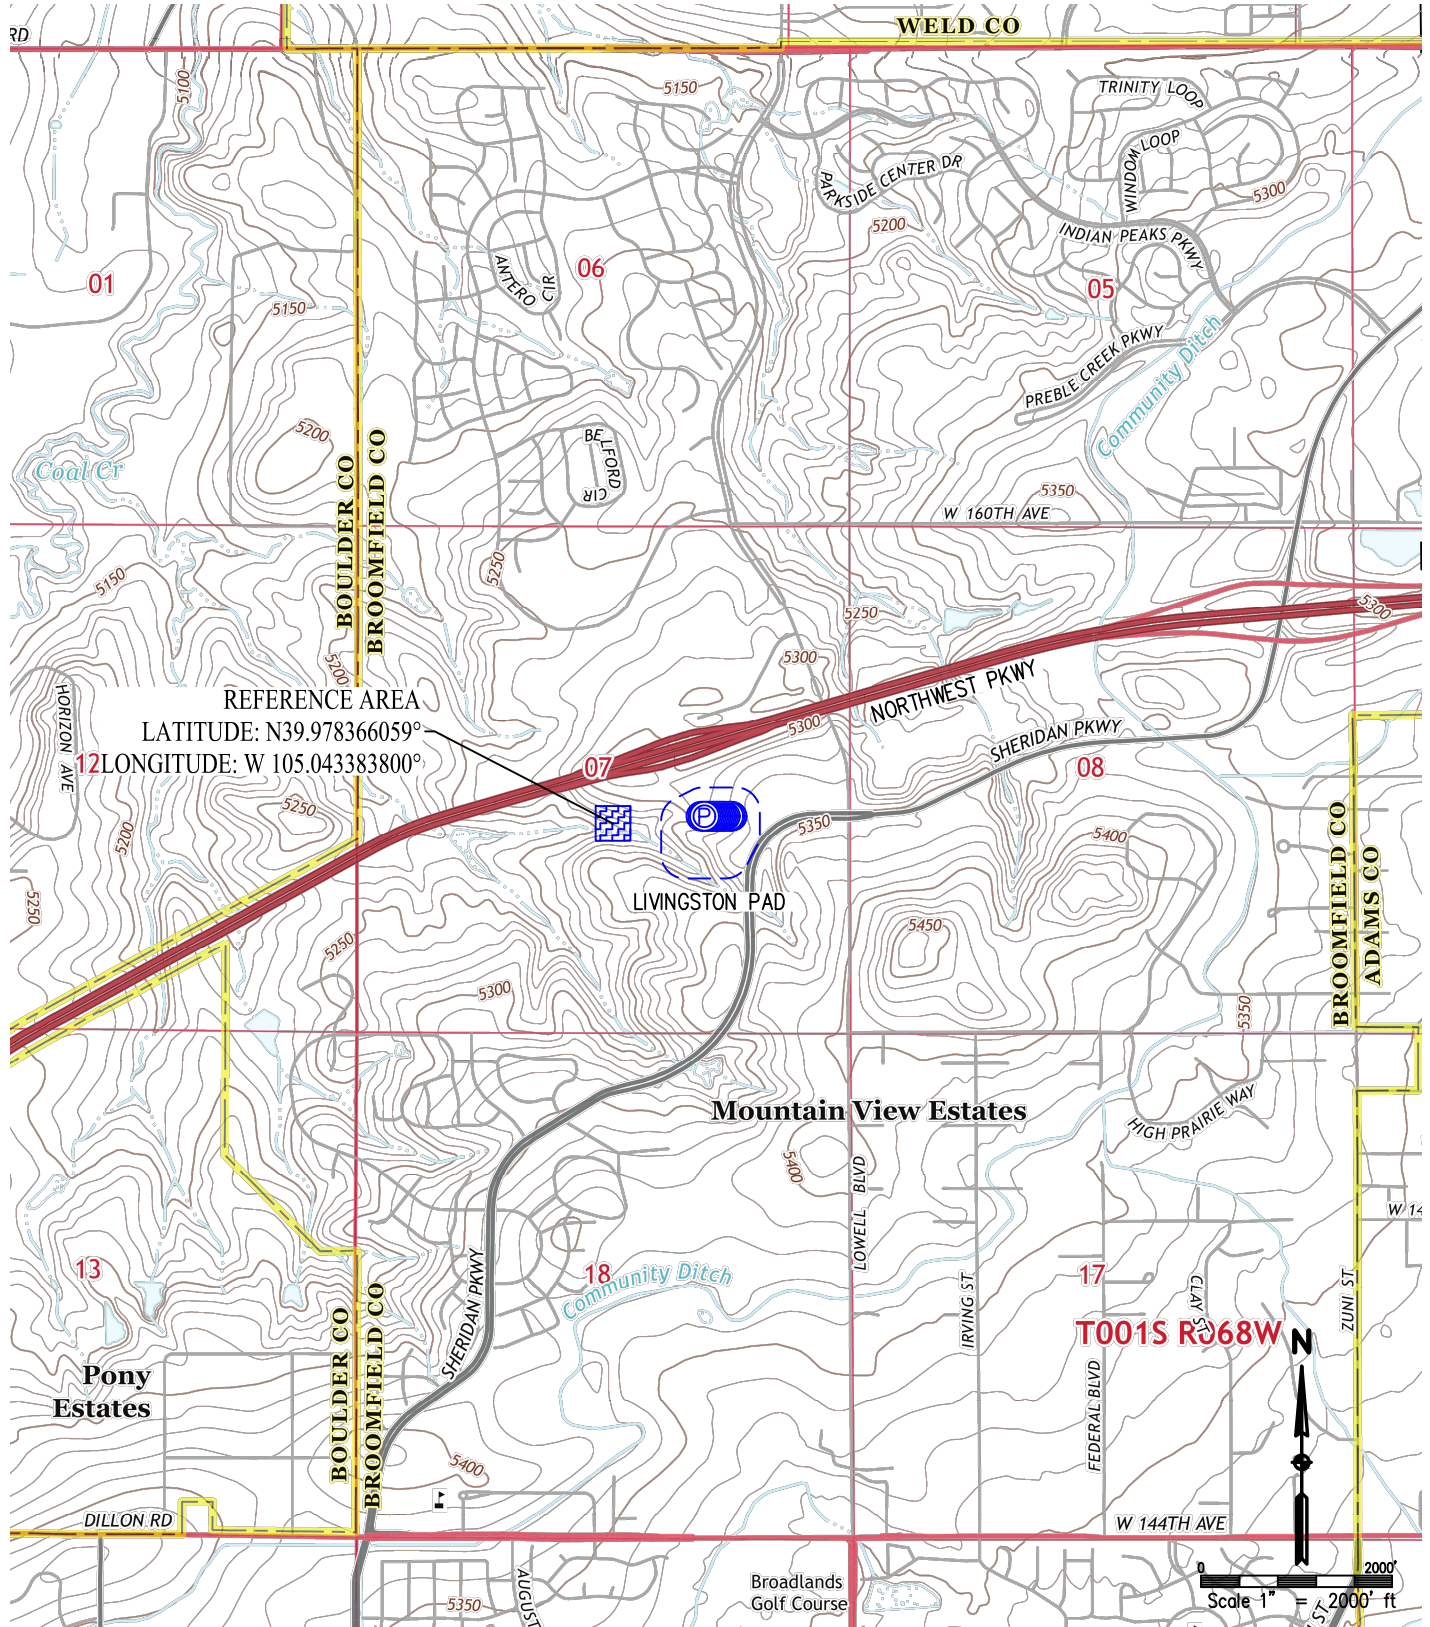 RD
WELD CO
5100
5150
TRINITY LOOP
WINDOM LOOP
PARKSIDE CENTER DR
5300
5200
INDIAN PEAKS PKWY
01
06
05
ANTERO CIR
5150
PREBLE CREEK PKWY
Community Ditch
5200
BELFORD CIR
Coal Cr
BOULDER CO
BROOMFIELD CO
5350
W 160TH AVE
5250
5150
5250
5300
5200
5300
HORIZON AVE
REFERENCE AREA
LATITUDE: N39.978366059°
12
LONGITUDE: W 105.043383800°
NORTHWEST PKWY
5300
SHERIDAN PKWY
07
08
5250
5200
P
5350
5400
BROOMFIELD CO
ADAMS CO
LIVINGSTON PAD
5250
5450
5250
5300
5350
Mountain View Estates
HIGH PRAIRIE WAY
5400
LOWELL BLVD
W 14
13
18
17
Community Ditch
SHERIDAN PKWY
IRVING ST
CLAY ST
ZUNI ST
T001S R068W
N
BOULDER CO
BROOMFIELD CO
Pony
Estates
FEDERAL BLVD
5400
DILLON RD
W 144TH AVE
0 2000'
Scale 1" = 2000' ft
Broadlands
Golf Course
AUGUST
5350
ST